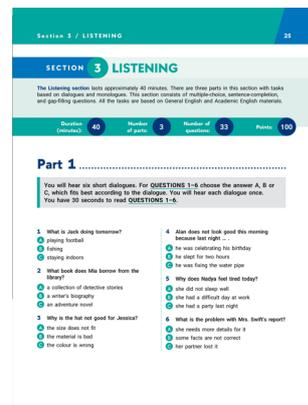 Section 3 / LISTENING
25
SECTION 3 LISTENING
The Listening section lasts approximately 40 minutes. There are three parts in this section with tasks
based on dialogues and monologues. This section consists of multiple-choice, sentence-completion,
and gap-filling questions. All the tasks are based on General English and Academic English materials.
Duration (minutes): 40
Number of parts: 3
Number of questions: 33
Points: 100
Part 1
You will hear six short dialogues. For QUESTIONS 1–6 choose the answer A, B or
C, which fits best according to the dialogue. You will hear each dialogue once.
You have 30 seconds to read QUESTIONS 1–6.
1 What is Jack doing tomorrow?
A playing football
B fishing
C staying indoors
2 What book does Mia borrow from the
library?
A a collection of detective stories
B a writer's biography
C an adventure novel
3 Why is the hat not good for Jessica?
A the size does not fit
B the material is bad
C the colour is wrong
4 Alan does not look good this morning
because last night ... .
A he was celebrating his birthday
B he slept for two hours
C he was fixing the water pipe
5 Why does Nadya feel tired today?
A she did not sleep well
B she had a difficult day at work
C she had a party last night
6 What is the problem with Mrs. Swift's report?
A she needs more details for it
B some facts are not correct
C her partner lost it